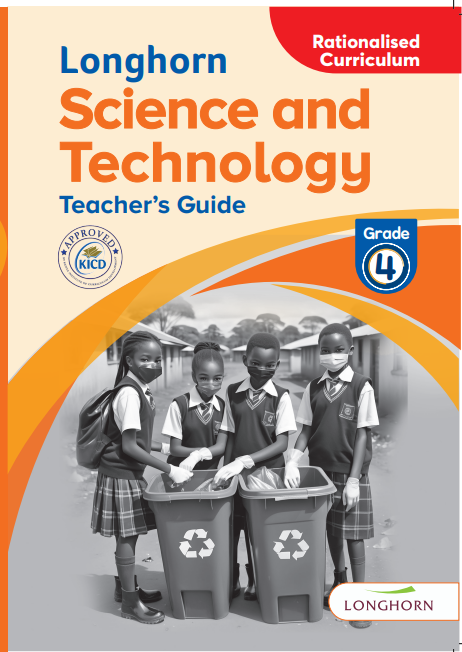 Rationalised
Curriculum
Longhorn
Science and
Technology
Teacher's Guide
APPROVED
KICD
Grade
4
LONGHORN